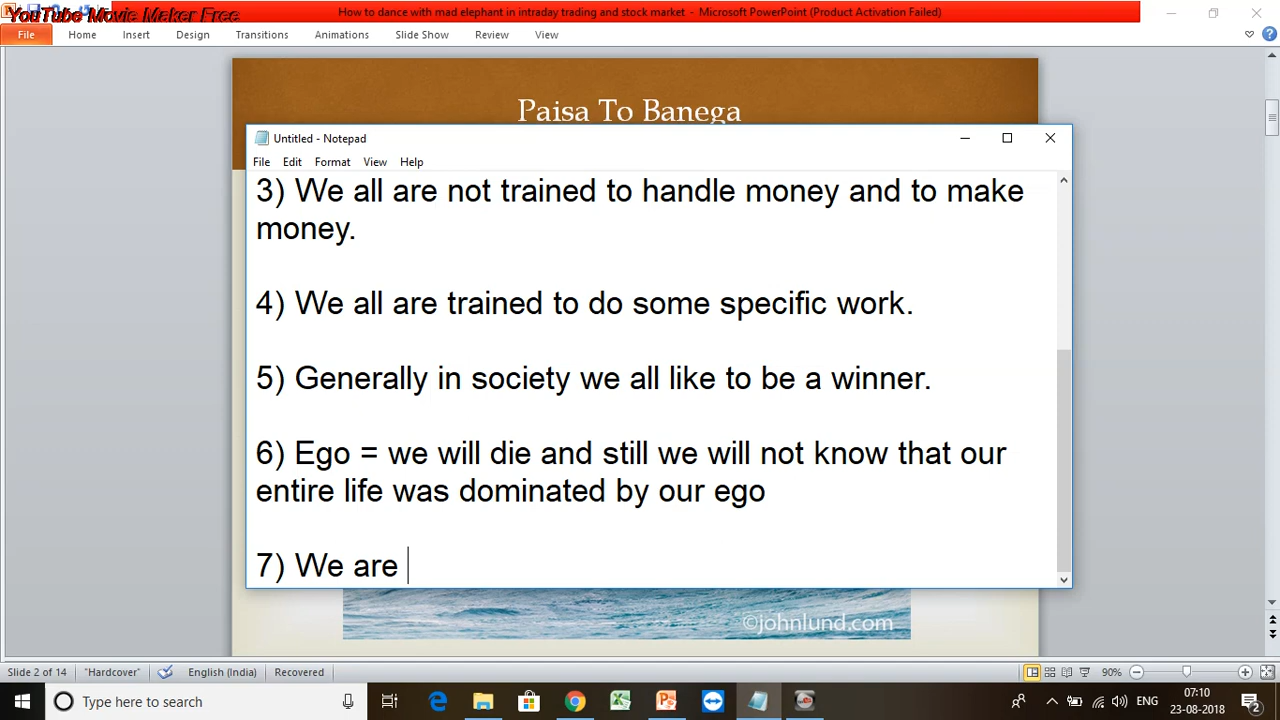 YouTube Movie Maker Free
How to dance with mad elephant in intraday trading and stock market - Microsoft PowerPoint (Product Activation Failed)
File Home Insert Design Transitions Animations Slide Show Review View
Paisa To Banega
Untitled - Notepad
File Edit Format View Help
3) We all are not trained to handle money and to make
money.
4) We all are trained to do some specific work.
5) Generally in society we all like to be a winner.
6) Ego = we will die and still we will not know that our
entire life was dominated by our ego
7) We are
©johnlund.com
Slide 2 of 14 "Hardcover" English (India) Recovered 90%
Type here to search
ENG
07:10
23-08-2018
2